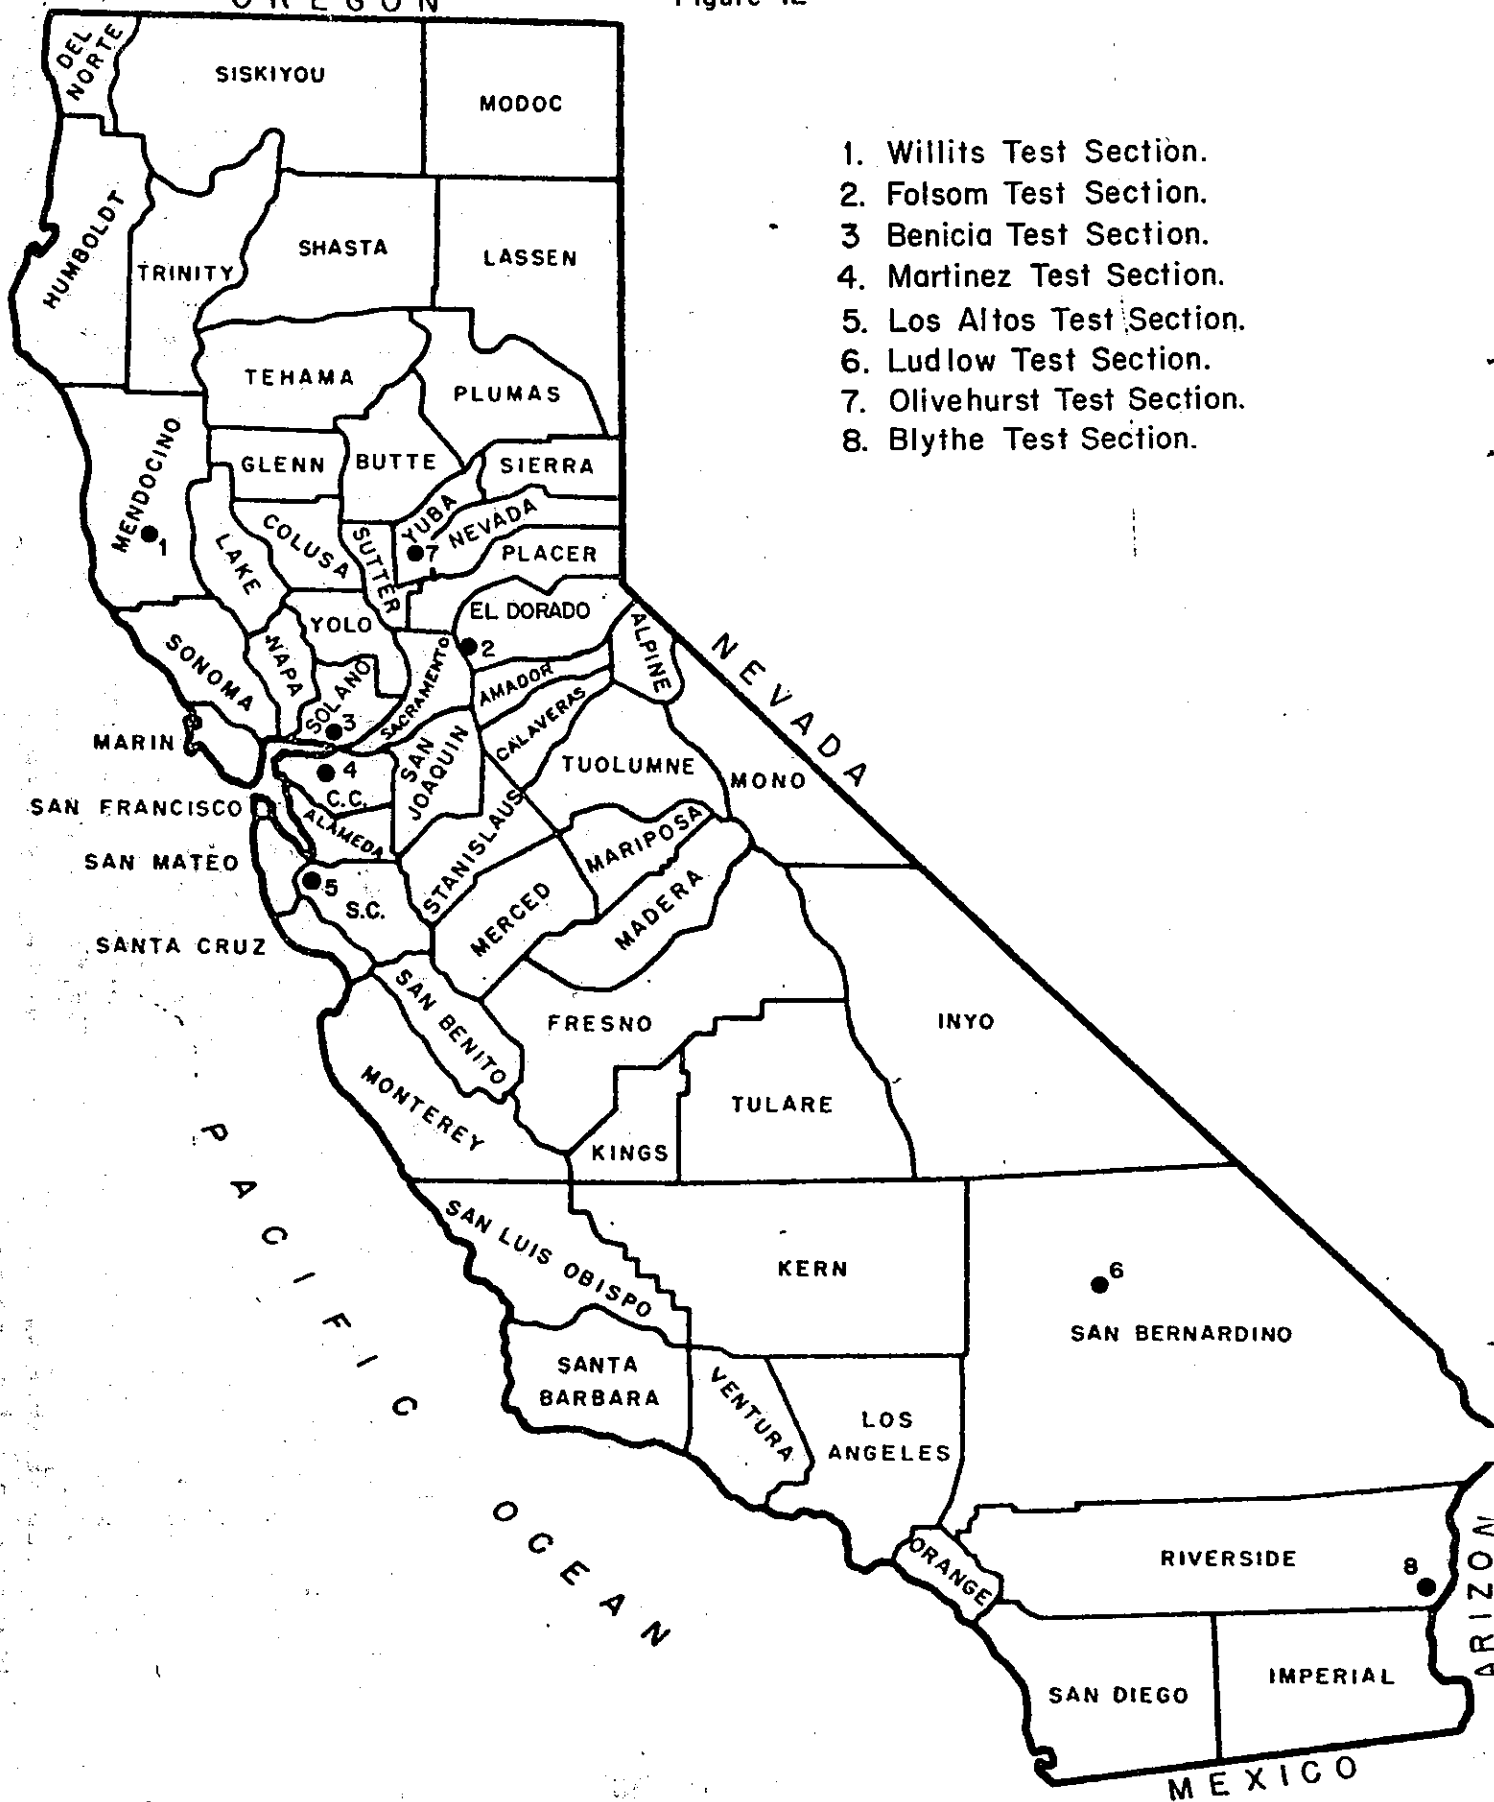 OREGON
Figure 12
DEL
NORTE
SISKIYOU
MODOC
1. Willits Test Section.
2. Folsom Test Section.
3 Benicia Test Section.
4. Martinez Test Section.
5. Los Altos Test Section.
6. Ludlow Test Section.
7. Olivehurst Test Section.
8. Blythe Test Section.
HUMBOLDT
TRINITY
SHASTA
LASSEN
TEHAMA
PLUMAS
MENDOCINO
1
GLENN
BUTTE
SIERRA
LAKE
COLUSA
SUTTER
YUBA
7
NEVADA
PLACER
SONOMA
NAPA
YOLO
EL DORADO
2
ALPINE
NEVADA
SOLANO
3
SACRAMENTO
AMADOR
CALAVERAS
MARIN
4
C.C.
SAN
JOAQUIN
TUOLUMNE
MONO
SAN FRANCISCO
ALAMEDA
STANISLAUS
MARIPOSA
SAN MATEO
5
S.C.
MERCED
MADERA
SANTA CRUZ
SAN BENITO
FRESNO
INYO
MONTEREY
KINGS
TULARE
PACIFIC OCEAN
SAN LUIS OBISPO
KERN
6
SAN BERNARDINO
SANTA
BARBARA
VENTURA
LOS
ANGELES
ORANGE
RIVERSIDE
8
ARIZON
SAN DIEGO
IMPERIAL
MEXICO